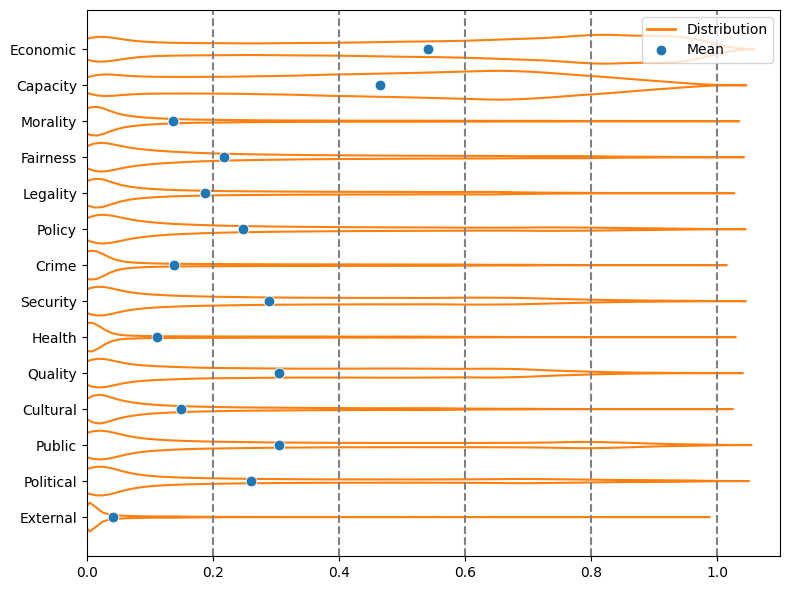 Distribution
Mean
Economic
Capacity
Morality
Fairness
Legality
Policy
Crime
Security
Health
Quality
Cultural
Public
Political
External
0.0 0.2 0.4 0.6 0.8 1.0